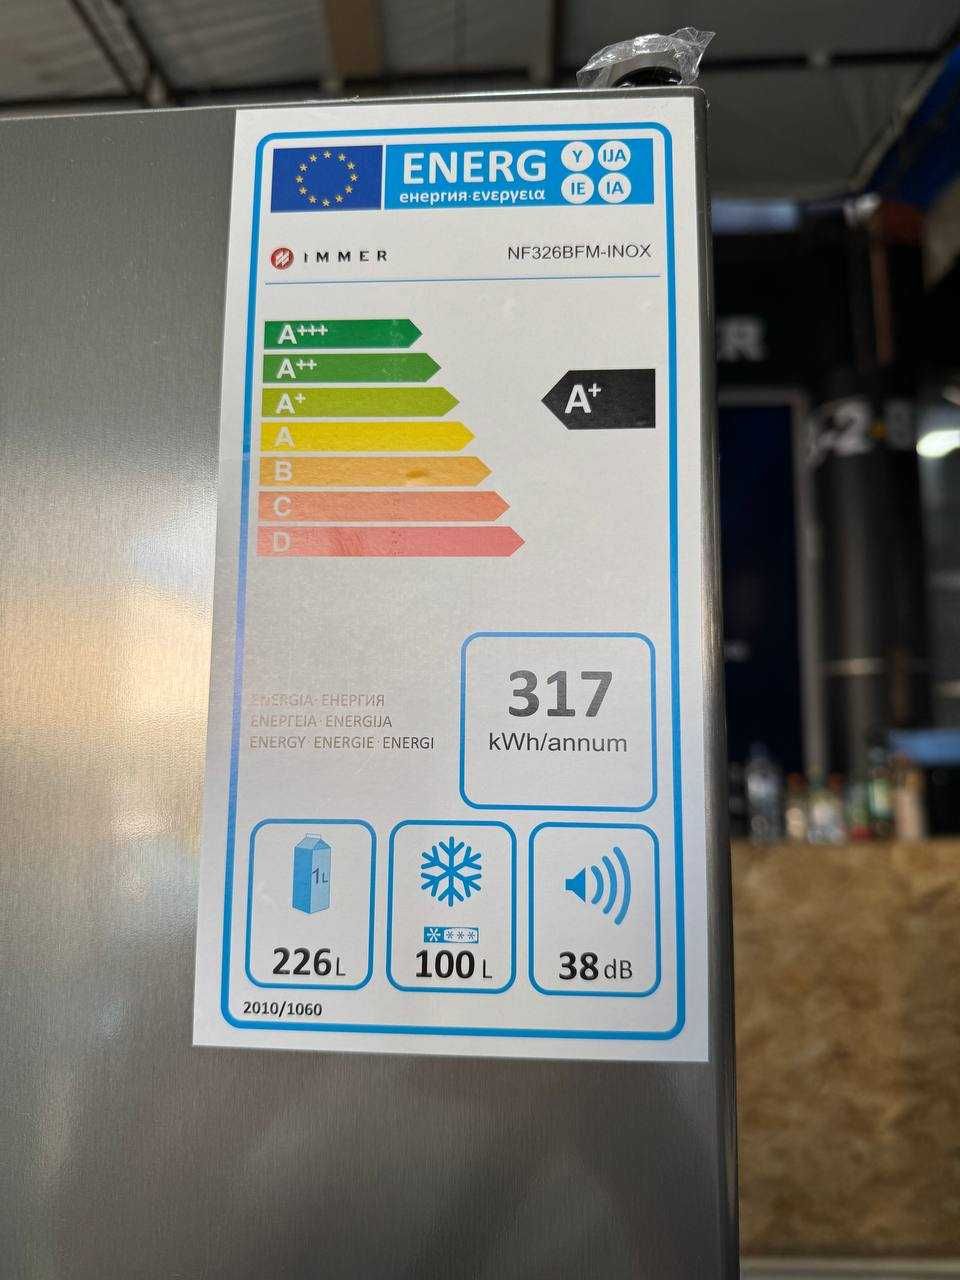 ENERG
енергия·ενεργεια
Y IJA
IE IA
IMMER
NF326BFM-INOX
A+++
A++
A+
A+
A
B
C
D
317
kWh/annum
ENERGIA·ЕНЕРГИЯ
ΕΝΕΡΓΕΙΑ·ENERGIJA
ENERGY·ENERGIE·ENERGI
1L
226L
100L
38dB
2010/1060